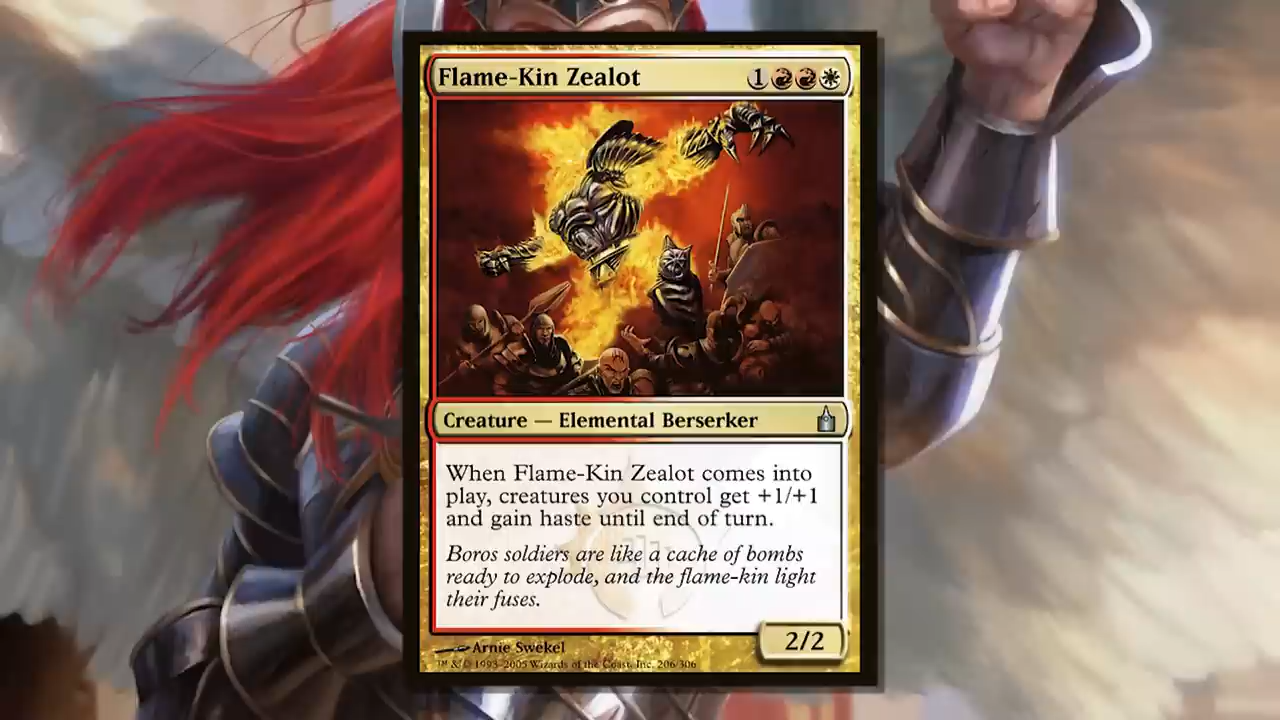 Flame-Kin Zealot 1
Creature — Elemental Berserker
When Flame-Kin Zealot comes into
play, creatures you control get +1/+1
and gain haste until end of turn.
Boros soldiers are like a cache of bombs
ready to explode, and the flame-kin light
their fuses.
2/2
Arnie Swekel
™ & © 1993-2005 Wizards of the Coast, Inc. 206/306